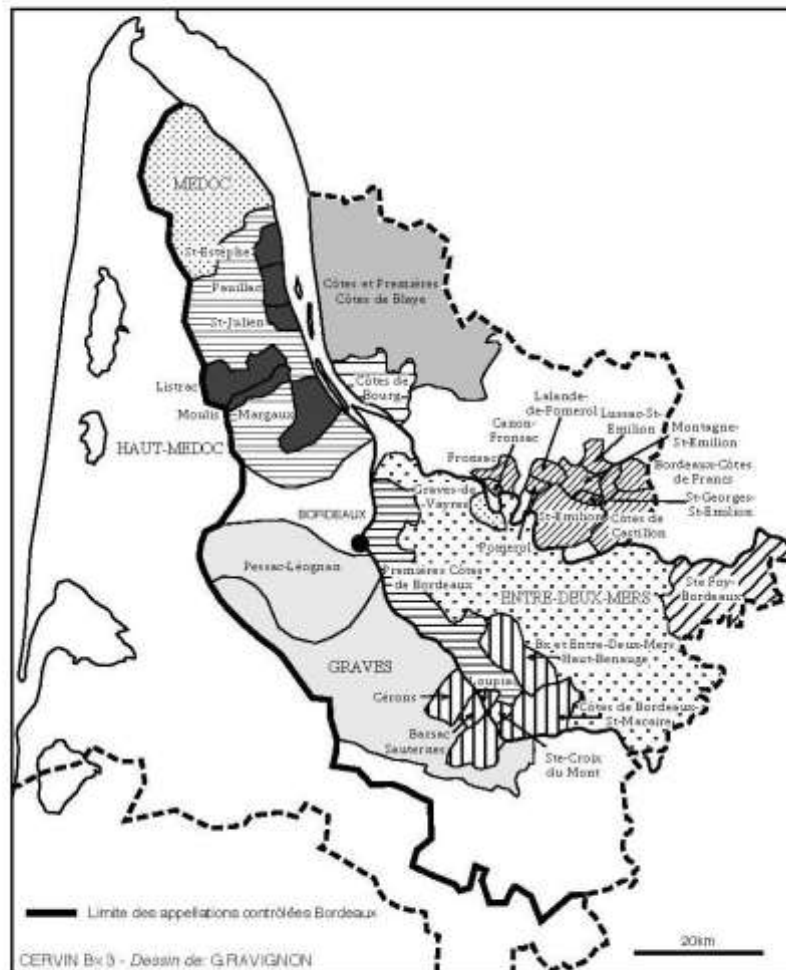 MEDOC
St-Estèphe
Pauillac
St-Julien
Côtes et Premières
Côtes de Blaye
Listrac
Moulis
Margaux
Côtes de
Bourg
HAUT-MEDOC
Lalande-
de-Pomerol
Lussac-St-
Emilion
Canon-
Fronsac
Montagne-
St-Emilion
Fronsac
Bordeaux-Côtes
de Francs
Graves-de-
Vayres
St-Georges-
St-Emilion
BORDEAUX
St-Emilion
Côtes de
Castillon
Pomerol
Pessac-Léognan
Premières Côtes
de Bordeaux
Ste Foy-
Bordeaux
ENTRE-DEUX-MERS
GRAVES
Bx et Entre-Deux-Mers
Haut-Benauge
Loupiac
Cérons
Côtes de Bordeaux-
St-Macaire
Barsac
Sauternes
Ste-Croix
du Mont
Limite des appellations contrôlées Bordeaux
20km
CERVIN Bx 3 - Dessin de: G.RAVIGNON